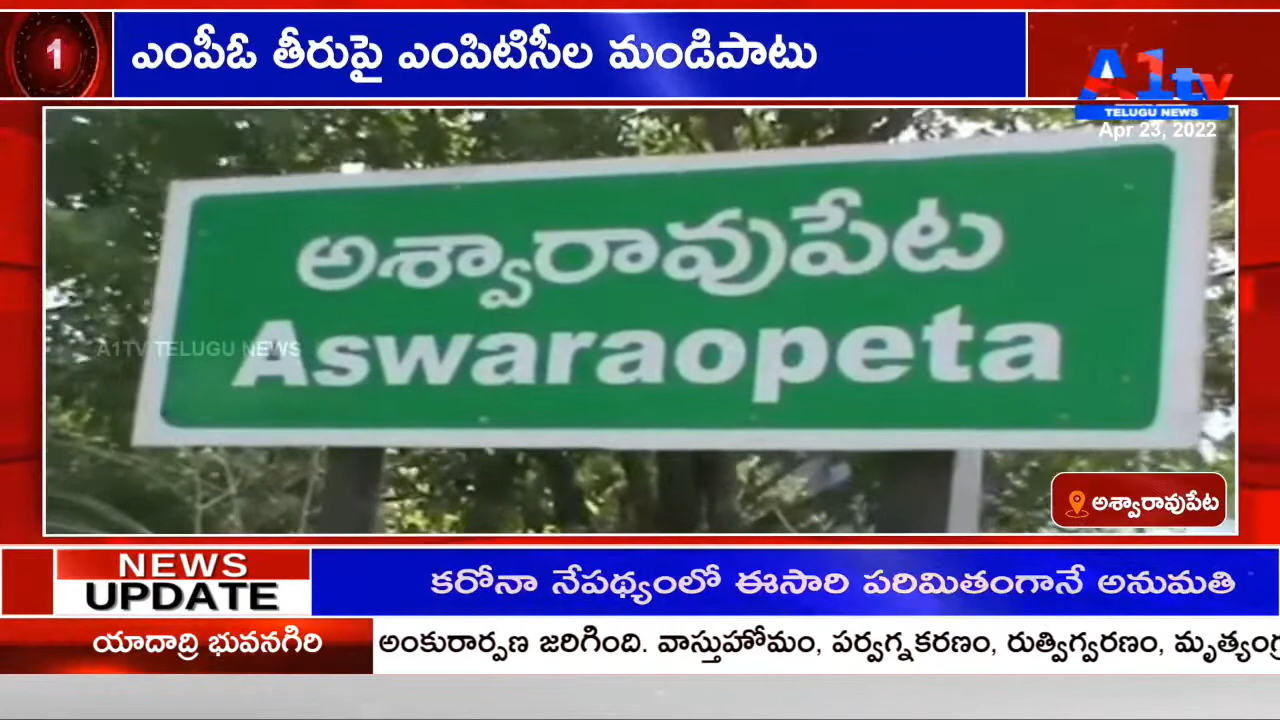 1
ఎంపీఓ తీరుపై ఎంపిటిసీల మండిపాటు
A1tv
TELUGU NEWS
Apr 23, 2022
అశ్వారావుపేట
Aswaraopeta
A1TV TELUGU NEWS
అశ్వారావుపేట
NEWS
UPDATE
కరోనా నేపథ్యంలో ఈసారి పరిమితంగానే అనుమతి
యాదాద్రి భువనగిరి
అంకురార్పణ జరిగింది. వాస్తుహోమం, పర్వగ్నకరణం, రుత్విగ్వరణం,